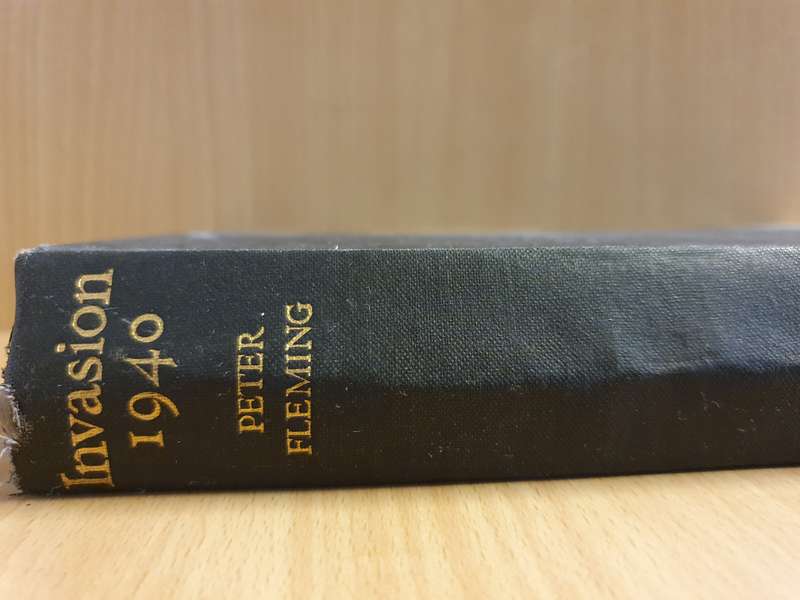 Invasion
1940
PETER
FLEMING